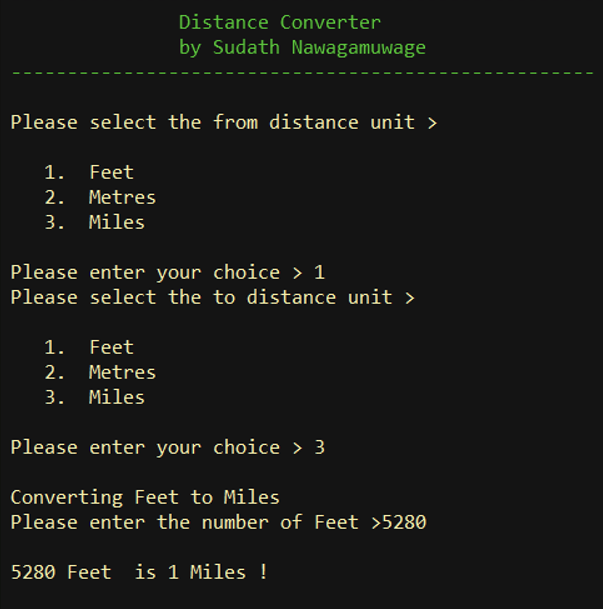 Distance Converter
by Sudath Nawagamuwage
----------------------------------------------------
Please select the from distance unit >
1.  Feet
2.  Metres
3.  Miles
Please enter your choice > 1
Please select the to distance unit >
1.  Feet
2.  Metres
3.  Miles
Please enter your choice > 3
Converting Feet to Miles
Please enter the number of Feet >5280
5280 Feet  is 1 Miles !